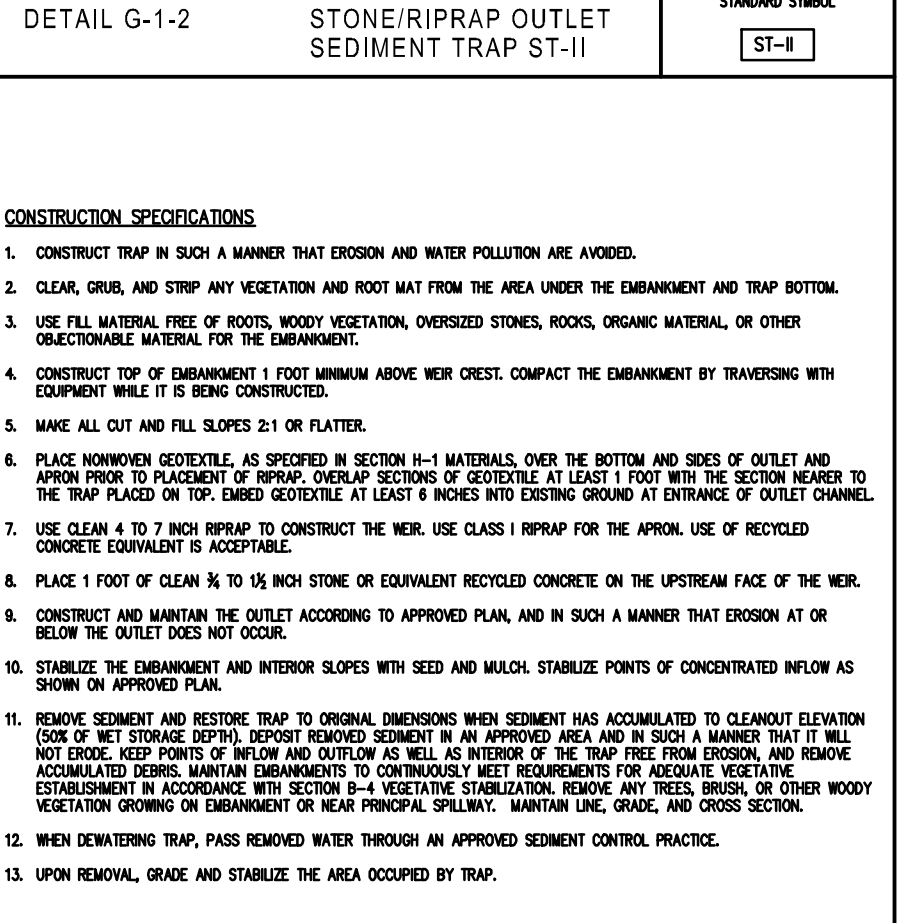 DETAIL G-1-2
STONE/RIPRAP OUTLET
SEDIMENT TRAP ST-II
STANDARD SYMBOL
ST-II
CONSTRUCTION SPECIFICATIONS
1. CONSTRUCT TRAP IN SUCH A MANNER THAT EROSION AND WATER POLLUTION ARE AVOIDED.
2. CLEAR, GRUB, AND STRIP ANY VEGETATION AND ROOT MAT FROM THE AREA UNDER THE EMBANKMENT AND TRAP BOTTOM.
3. USE FILL MATERIAL FREE OF ROOTS, WOODY VEGETATION, OVERSIZED STONES, ROCKS, ORGANIC MATERIAL, OR OTHER
OBJECTIONABLE MATERIAL FOR THE EMBANKMENT.
4. CONSTRUCT TOP OF EMBANKMENT 1 FOOT MINIMUM ABOVE WEIR CREST. COMPACT THE EMBANKMENT BY TRAVERSING WITH
EQUIPMENT WHILE IT IS BEING CONSTRUCTED.
5. MAKE ALL CUT AND FILL SLOPES 2:1 OR FLATTER.
6. PLACE NONWOVEN GEOTEXTILE, AS SPECIFIED IN SECTION H-1 MATERIALS, OVER THE BOTTOM AND SIDES OF OUTLET AND
APRON PRIOR TO PLACEMENT OF RIPRAP. OVERLAP SECTIONS OF GEOTEXTILE AT LEAST 1 FOOT WITH THE SECTION NEARER TO
THE TRAP PLACED ON TOP. EMBED GEOTEXTILE AT LEAST 6 INCHES INTO EXISTING GROUND AT ENTRANCE OF OUTLET CHANNEL.
7. USE CLEAN 4 TO 7 INCH RIPRAP TO CONSTRUCT THE WEIR. USE CLASS I RIPRAP FOR THE APRON. USE OF RECYCLED
CONCRETE EQUIVALENT IS ACCEPTABLE.
8. PLACE 1 FOOT OF CLEAN ¾ TO 1½ INCH STONE OR EQUIVALENT RECYCLED CONCRETE ON THE UPSTREAM FACE OF THE WEIR.
9. CONSTRUCT AND MAINTAIN THE OUTLET ACCORDING TO APPROVED PLAN, AND IN SUCH A MANNER THAT EROSION AT OR
BELOW THE OUTLET DOES NOT OCCUR.
10. STABILIZE THE EMBANKMENT AND INTERIOR SLOPES WITH SEED AND MULCH. STABILIZE POINTS OF CONCENTRATED INFLOW AS
SHOWN ON APPROVED PLAN.
11. REMOVE SEDIMENT AND RESTORE TRAP TO ORIGINAL DIMENSIONS WHEN SEDIMENT HAS ACCUMULATED TO CLEANOUT ELEVATION
(50% OF WET STORAGE DEPTH). DEPOSIT REMOVED SEDIMENT IN AN APPROVED AREA AND IN SUCH A MANNER THAT IT WILL
NOT ERODE. KEEP POINTS OF INFLOW AND OUTFLOW AS WELL AS INTERIOR OF THE TRAP FREE FROM EROSION, AND REMOVE
ACCUMULATED DEBRIS. MAINTAIN EMBANKMENTS TO CONTINUOUSLY MEET REQUIREMENTS FOR ADEQUATE VEGETATIVE
ESTABLISHMENT IN ACCORDANCE WITH SECTION B-4 VEGETATIVE STABILIZATION. REMOVE ANY TREES, BRUSH, OR OTHER WOODY
VEGETATION GROWING ON EMBANKMENT OR NEAR PRINCIPAL SPILLWAY. MAINTAIN LINE, GRADE, AND CROSS SECTION.
12. WHEN DEWATERING TRAP, PASS REMOVED WATER THROUGH AN APPROVED SEDIMENT CONTROL PRACTICE.
13. UPON REMOVAL, GRADE AND STABILIZE THE AREA OCCUPIED BY TRAP.